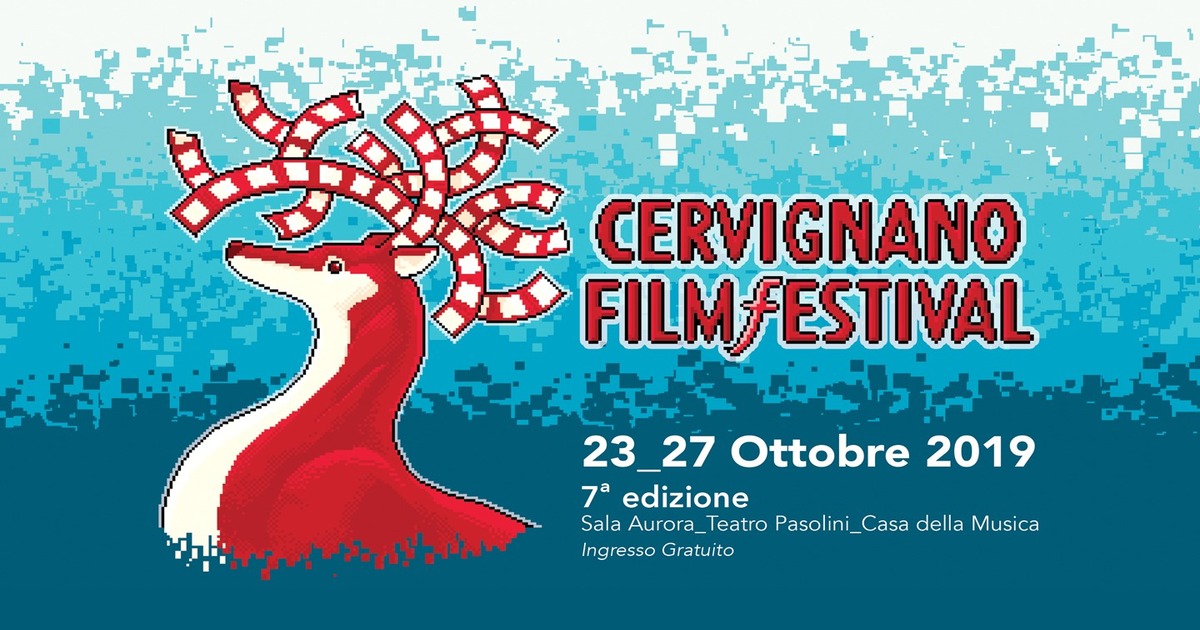 CERVIGNANO
FILMfESTIVAL
23_27 Ottobre 2019
7ª edizione
Sala Aurora_Teatro Pasolini_Casa della Musica
Ingresso Gratuito